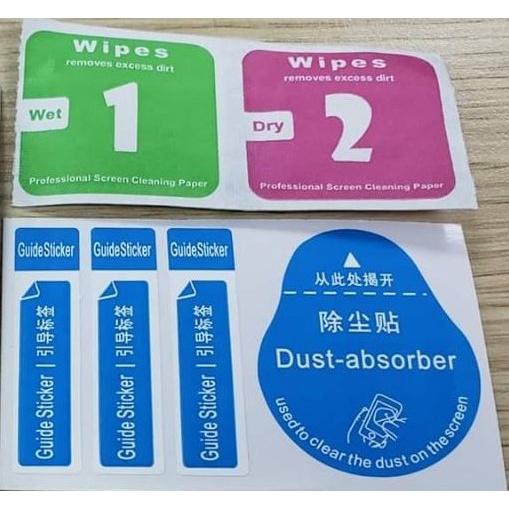 Wipes
removes excess dirt
Wet
1
Professional Screen Cleaning Paper
Wipes
removes excess dirt
Dry
2
Professional Screen Cleaning Paper
GuideSticker
GuideSticker
GuideSticker
Guide Sticker | 引导标签
Guide Sticker | 引导标签
Guide Sticker | 引导标签
从此处揭开
除尘贴
Dust-absorber
used to clear the dust on the screen